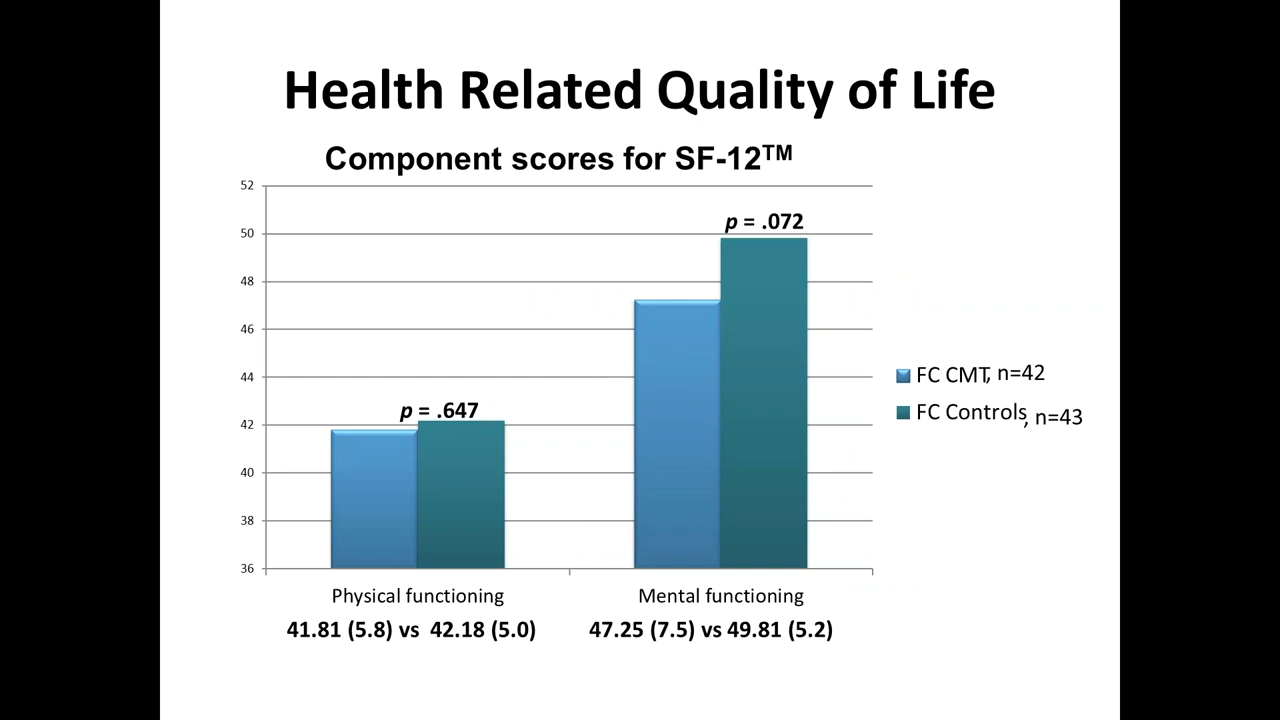 Health Related Quality of Life
Component scores for SF-12TM
52
50
48
46
44
42
40
38
36
p = .647
p = .072
FC CMT, n=42
FC Controls, n=43
Physical functioning
Mental functioning
41.81 (5.8) vs 42.18 (5.0)
47.25 (7.5) vs 49.81 (5.2)